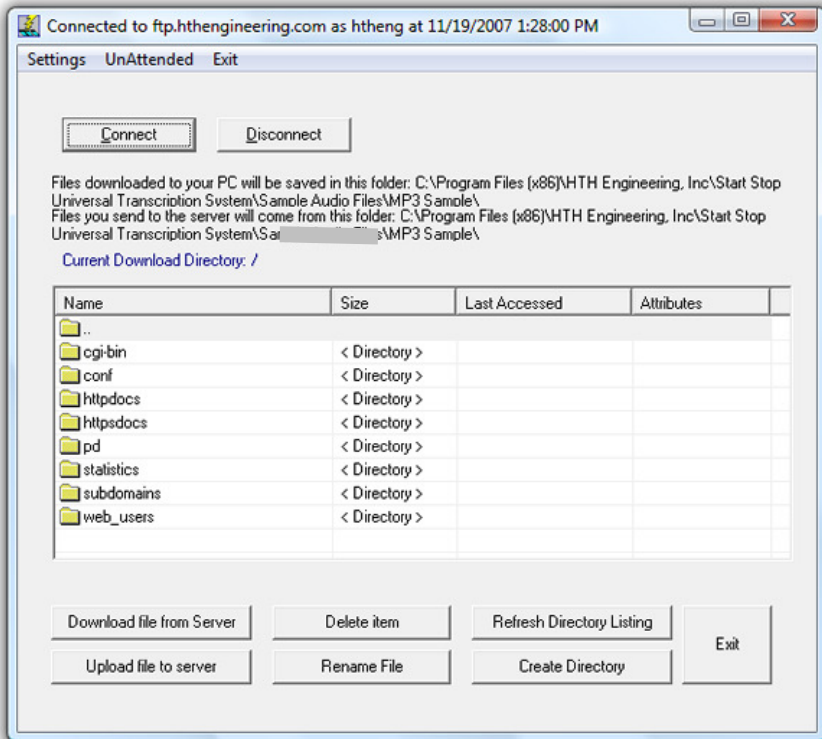 Connected to ftp.hthengineering.com as htheng at 11/19/2007 1:28:00 PM
Settings UnAttended Exit
Connect Disconnect
Files downloaded to your PC will be saved in this folder: C:\Program Files (x86)\HTH Engineering, Inc\Start Stop
Universal Transcription System\Sample Audio Files\MP3 Sample\
Files you send to the server will come from this folder: C:\Program Files (x86)\HTH Engineering, Inc\Start Stop
Universal Transcription System\ \MP3 Sample\
Current Download Directory: /
Name Size Last Accessed Attributes
..
cgi-bin < Directory >
conf < Directory >
httpdocs < Directory >
httpsdocs < Directory >
pd < Directory >
statistics < Directory >
subdomains < Directory >
web_users < Directory >
Download file from Server Delete item Refresh Directory Listing Exit
Upload file to server Rename File Create Directory